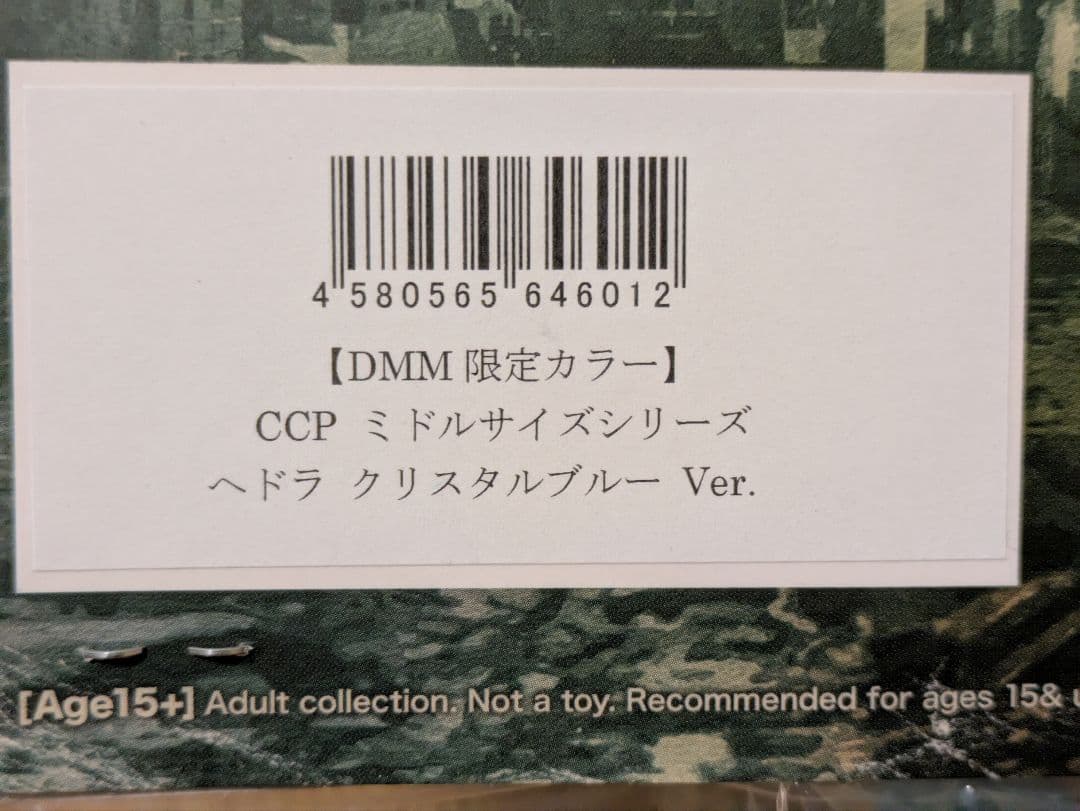 4 580565 646012
【DMM 限定カラー】
CCP ミドルサイズシリーズ
ヘドラ クリスタルブルー Ver.
[Age15+] Adult collection. Not a toy. Recommended for ages 15&